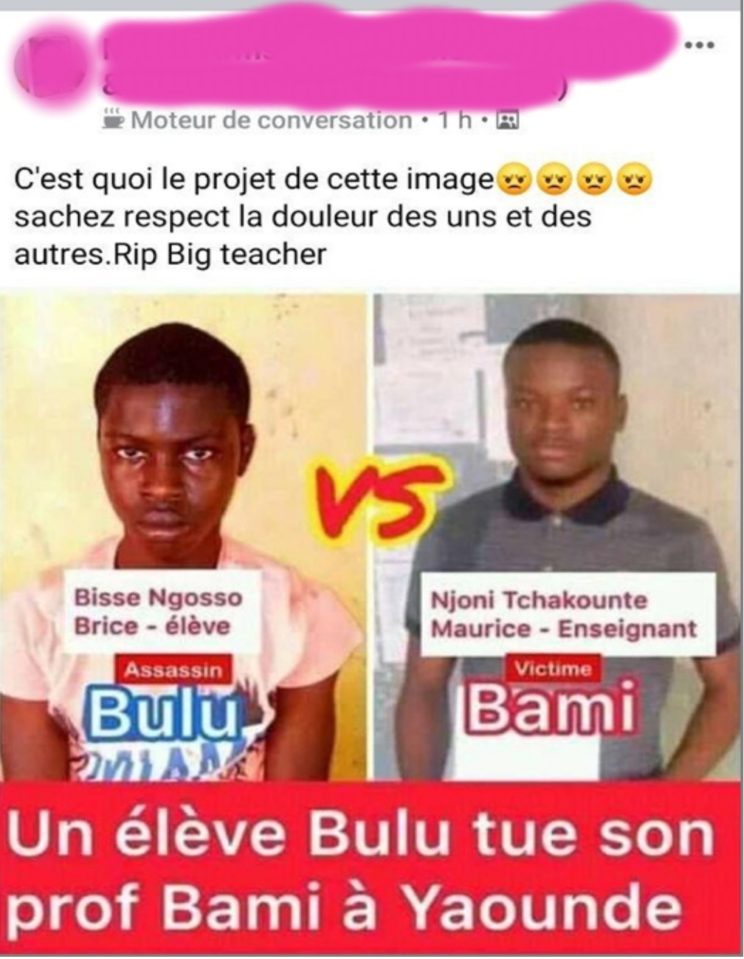 Moteur de conversation • 1 h •
C'est quoi le projet de cette image😠😠😠😠
sachez respect la douleur des uns et des
autres.Rip Big teacher
VS
Bisse Ngosso
Brice - élève
Njoni Tchakounte
Maurice - Enseignant
Assassin
Victime
Bulu
Bami
Un élève Bulu tue son
prof Bami à Yaounde